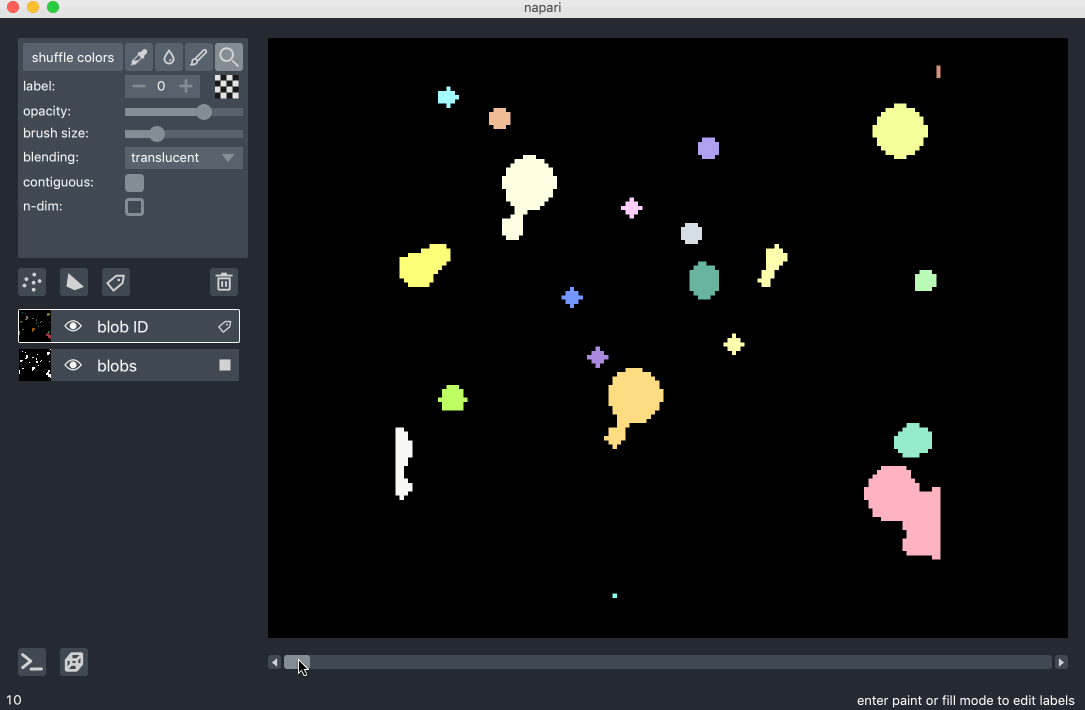 napari
shuffle colors
label: 0
opacity:
brush size:
blending: translucent
contiguous:
n-dim:
blob ID
blobs
10
enter paint or fill mode to edit labels